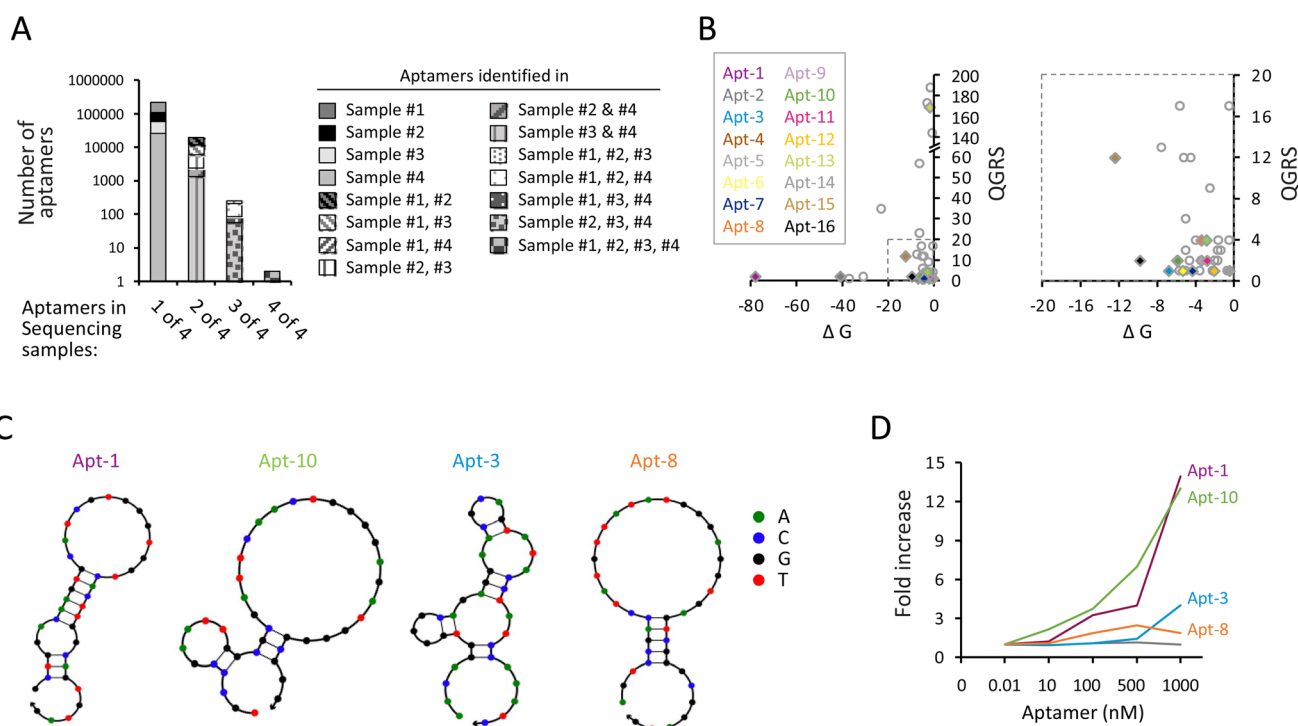 A
Number of
aptamers
1000000
100000
10000
1000
100
10
1
Aptamers in
Sequencing
samples:
1 of 4
2 of 4
3 of 4
4 of 4
Aptamers identified in
Sample #1
Sample #2
Sample #3
Sample #4
Sample #1, #2
Sample #1, #3
Sample #1, #4
Sample #2, #3
Sample #2 & #4
Sample #3 & #4
Sample #1, #2, #3
Sample #1, #2, #4
Sample #1, #3, #4
Sample #2, #3, #4
Sample #1, #2, #3, #4
B
Apt-1 Apt-9
Apt-2 Apt-10
Apt-3 Apt-11
Apt-4 Apt-12
Apt-5 Apt-13
Apt-6 Apt-14
Apt-7 Apt-15
Apt-8 Apt-16
200
180
160
140
60
50
40
30
20
10
0
QGRS
-80 -60 -40 -20 0
Δ G
20
16
12
8
4
0
QGRS
-20 -16 -12 -8 -4 0
Δ G
C
Apt-1
Apt-10
Apt-3
Apt-8
A
C
G
T
D
Fold increase
15
12
9
6
3
0
Apt-1
Apt-10
Apt-3
Apt-8
0 0.01 10 100 500 1000
Aptamer (nM)